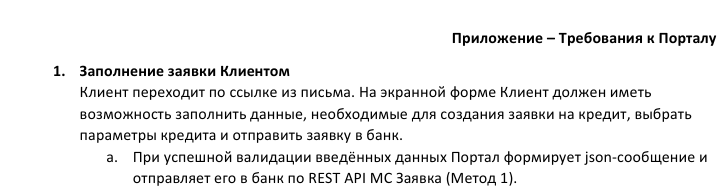 Приложение – Требования к Порталу
1. Заполнение заявки Клиентом
Клиент переходит по ссылке из письма. На экранной форме Клиент должен иметь
возможность заполнить данные, необходимые для создания заявки на кредит, выбрать
параметры кредита и отправить заявку в банк.
a. При успешной валидации введённых данных Портал формирует json-сообщение и
отправляет его в банк по REST API МС Заявка (Метод 1).